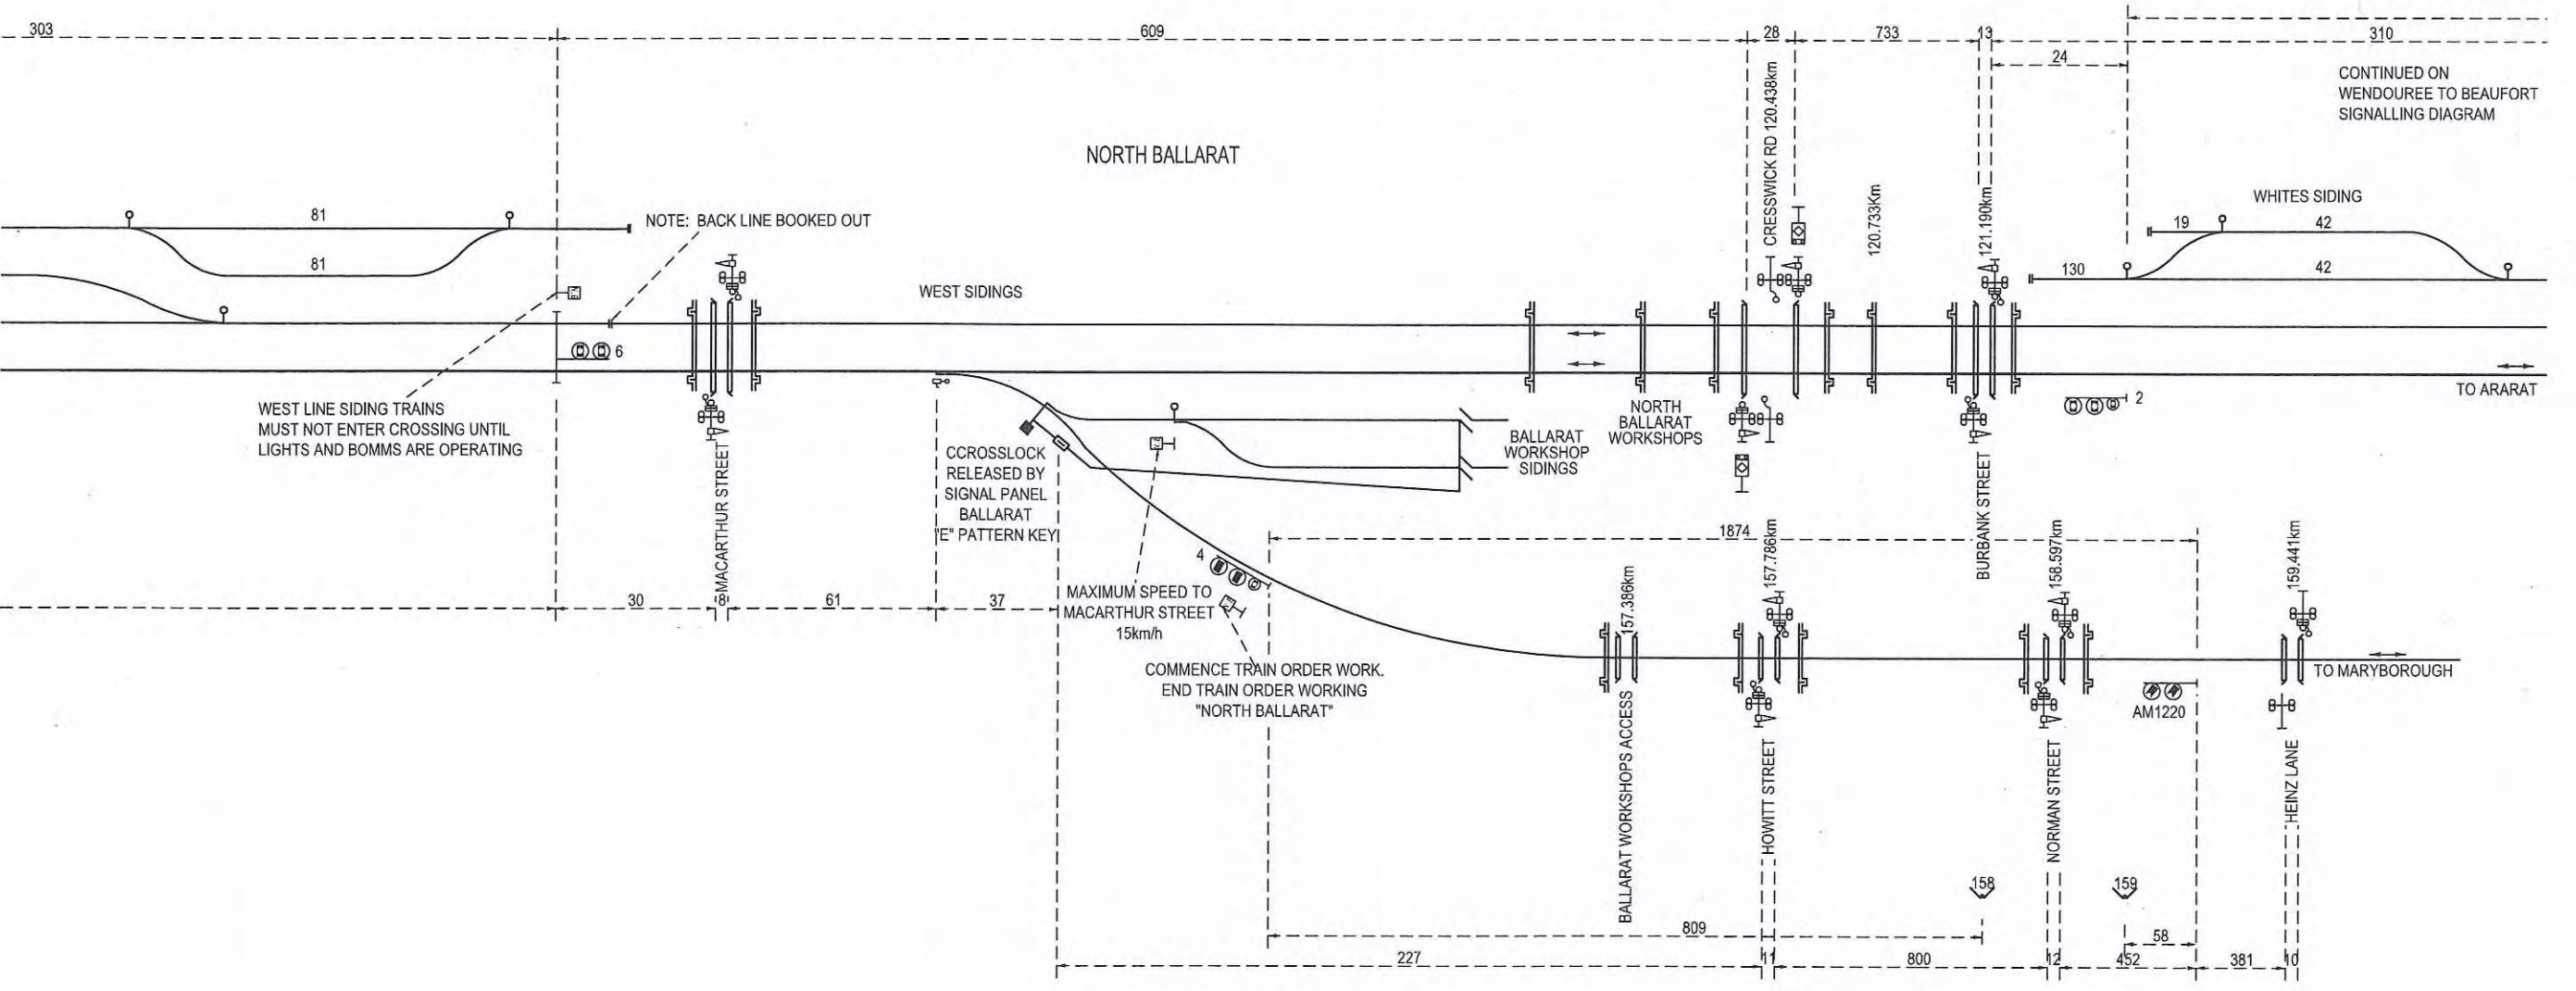 303
609
28
733
13
310
24
CONTINUED ON
WENDOUREE TO BEAUFORT
SIGNALLING DIAGRAM
NORTH BALLARAT
CRESSWICK RD 120.438km
120.733Km
121.190km
WHITES SIDING
81
NOTE: BACK LINE BOOKED OUT
19
42
81
130
42
WEST SIDINGS
6
TO ARARAT
2
WEST LINE SIDING TRAINS
MUST NOT ENTER CROSSING UNTIL
LIGHTS AND BOMMS ARE OPERATING
MACARTHUR STREET
CCROSSLOCK
RELEASED BY
SIGNAL PANEL
BALLARAT
"E" PATTERN KEY
BALLARAT
WORKSHOP
SIDINGS
NORTH
BALLARAT
WORKSHOPS
BURBANK STREET
1874
4
157.386km
157.786km
158.597km
159.441km
30
8
61
37
MAXIMUM SPEED TO
MACARTHUR STREET
15km/h
COMMENCE TRAIN ORDER WORK.
END TRAIN ORDER WORKING
"NORTH BALLARAT"
TO MARYBOROUGH
AM1220
BALLARAT WORKSHOPS ACCESS
HOWITT STREET
NORMAN STREET
HEINZ LANE
158
159
809
58
227
11
800
12
452
381
10